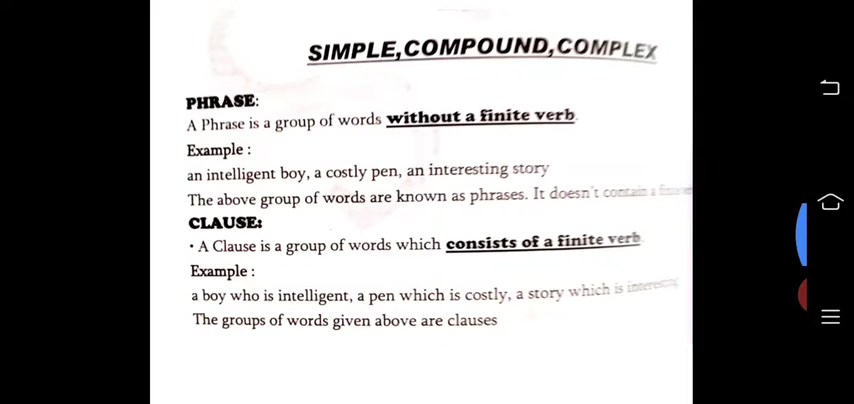 SIMPLE,COMPOUND,COMPLEX
PHRASE:
A Phrase is a group of words without a finite verb.
Example :
an intelligent boy, a costly pen, an interesting story
The above group of words are known as phrases. It doesn't contain a finite
CLAUSE:
• A Clause is a group of words which consists of a finite verb
Example :
a boy who is intelligent, a pen which is costly, a story which is interesting
The groups of words given above are clauses